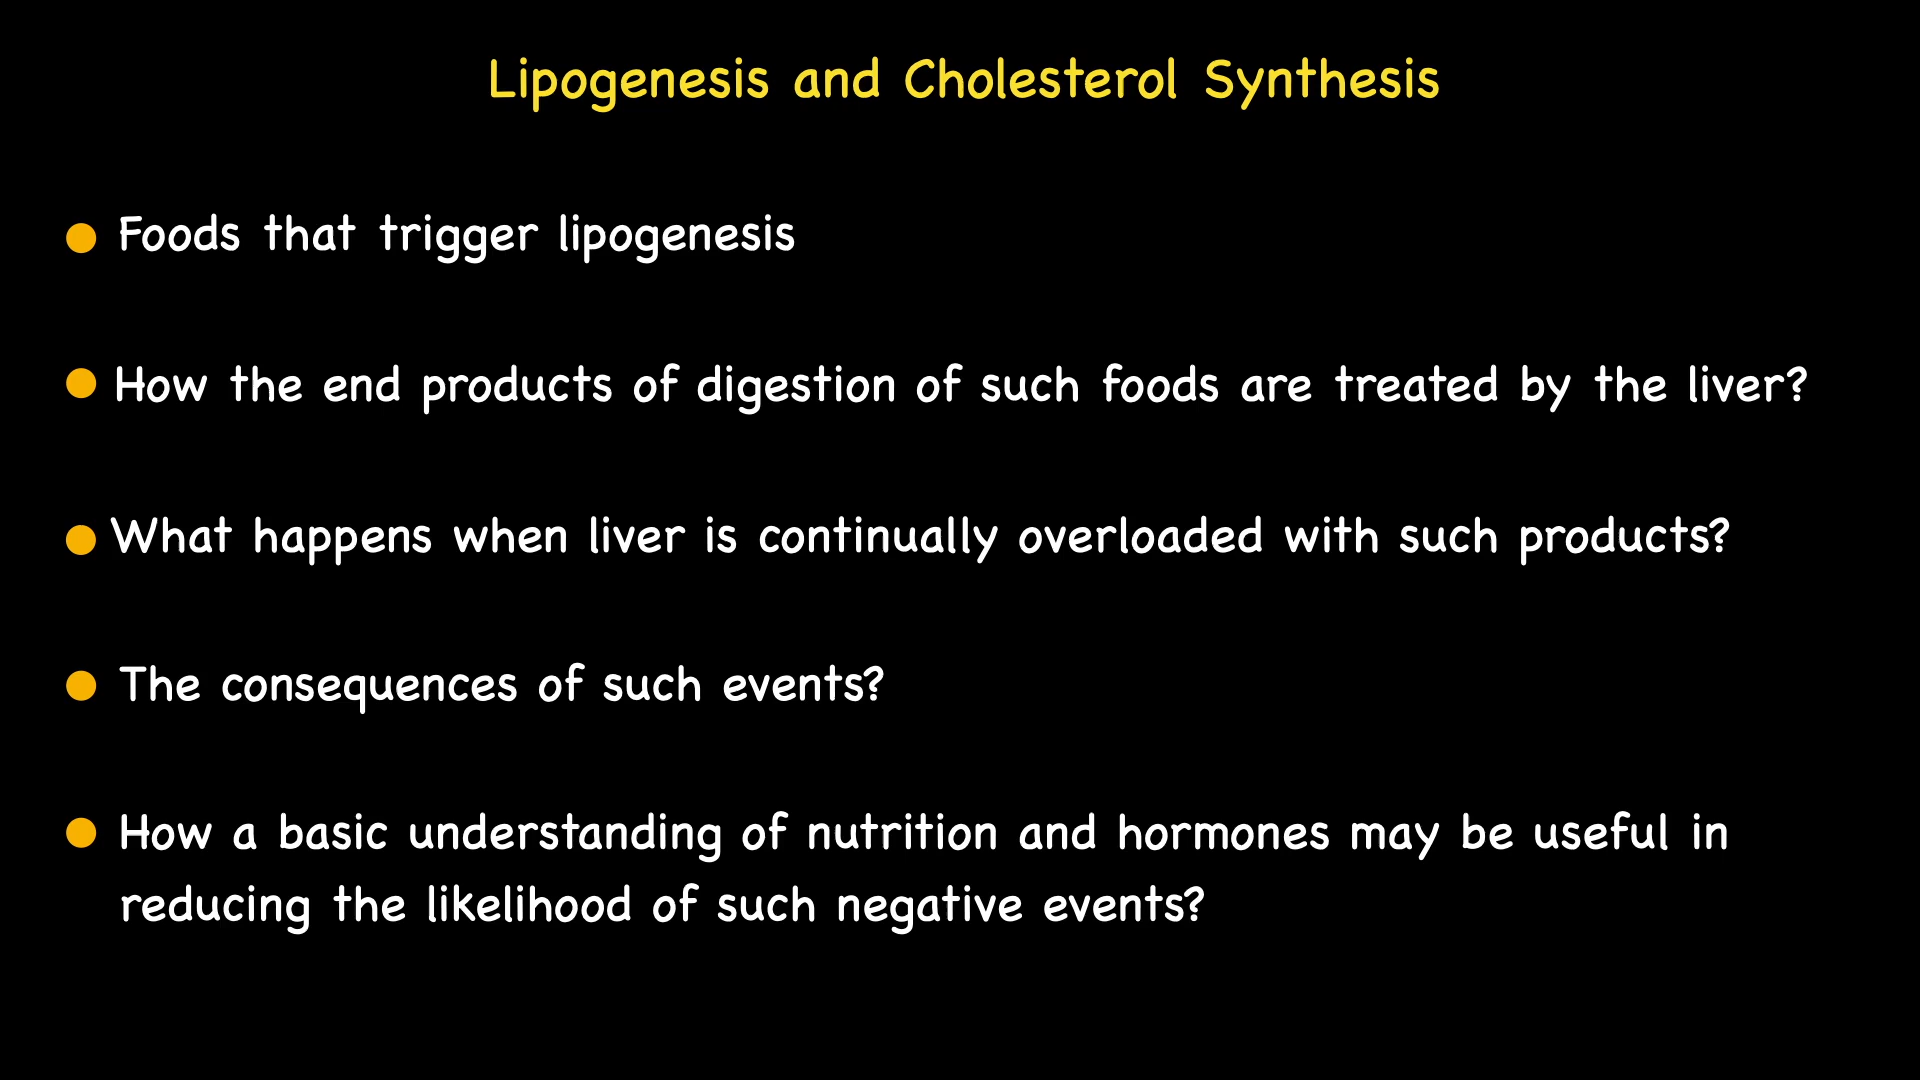 Lipogenesis and Cholesterol Synthesis
Foods that trigger lipogenesis
How the end products of digestion of such foods are treated by the liver?
What happens when liver is continually overloaded with such products?
The consequences of such events?
How a basic understanding of nutrition and hormones may be useful in
reducing the likelihood of such negative events?